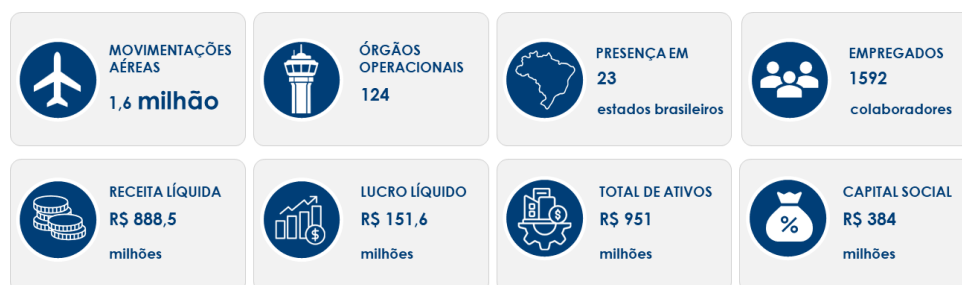 MOVIMENTAÇÕES
AÉREAS
1,6 milhão
ÓRGÃOS
OPERACIONAIS
124
PRESENÇA EM
23
estados brasileiros
EMPREGADOS
1592
colaboradores
RECEITA LÍQUIDA
R$ 888,5
milhões
LUCRO LÍQUIDO
R$ 151,6
milhões
TOTAL DE ATIVOS
R$ 951
milhões
CAPITAL SOCIAL
R$ 384
milhões